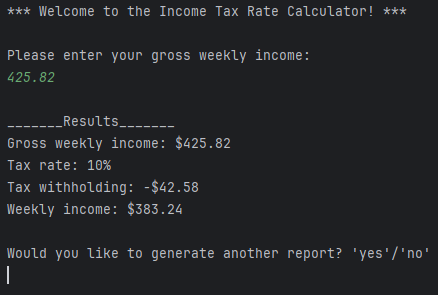 *** Welcome to the Income Tax Rate Calculator! ***
Please enter your gross weekly income:
425.82
_______Results_______
Gross weekly income: $425.82
Tax rate: 10%
Tax withholding: -$42.58
Weekly income: $383.24
Would you like to generate another report? 'yes'/'no'